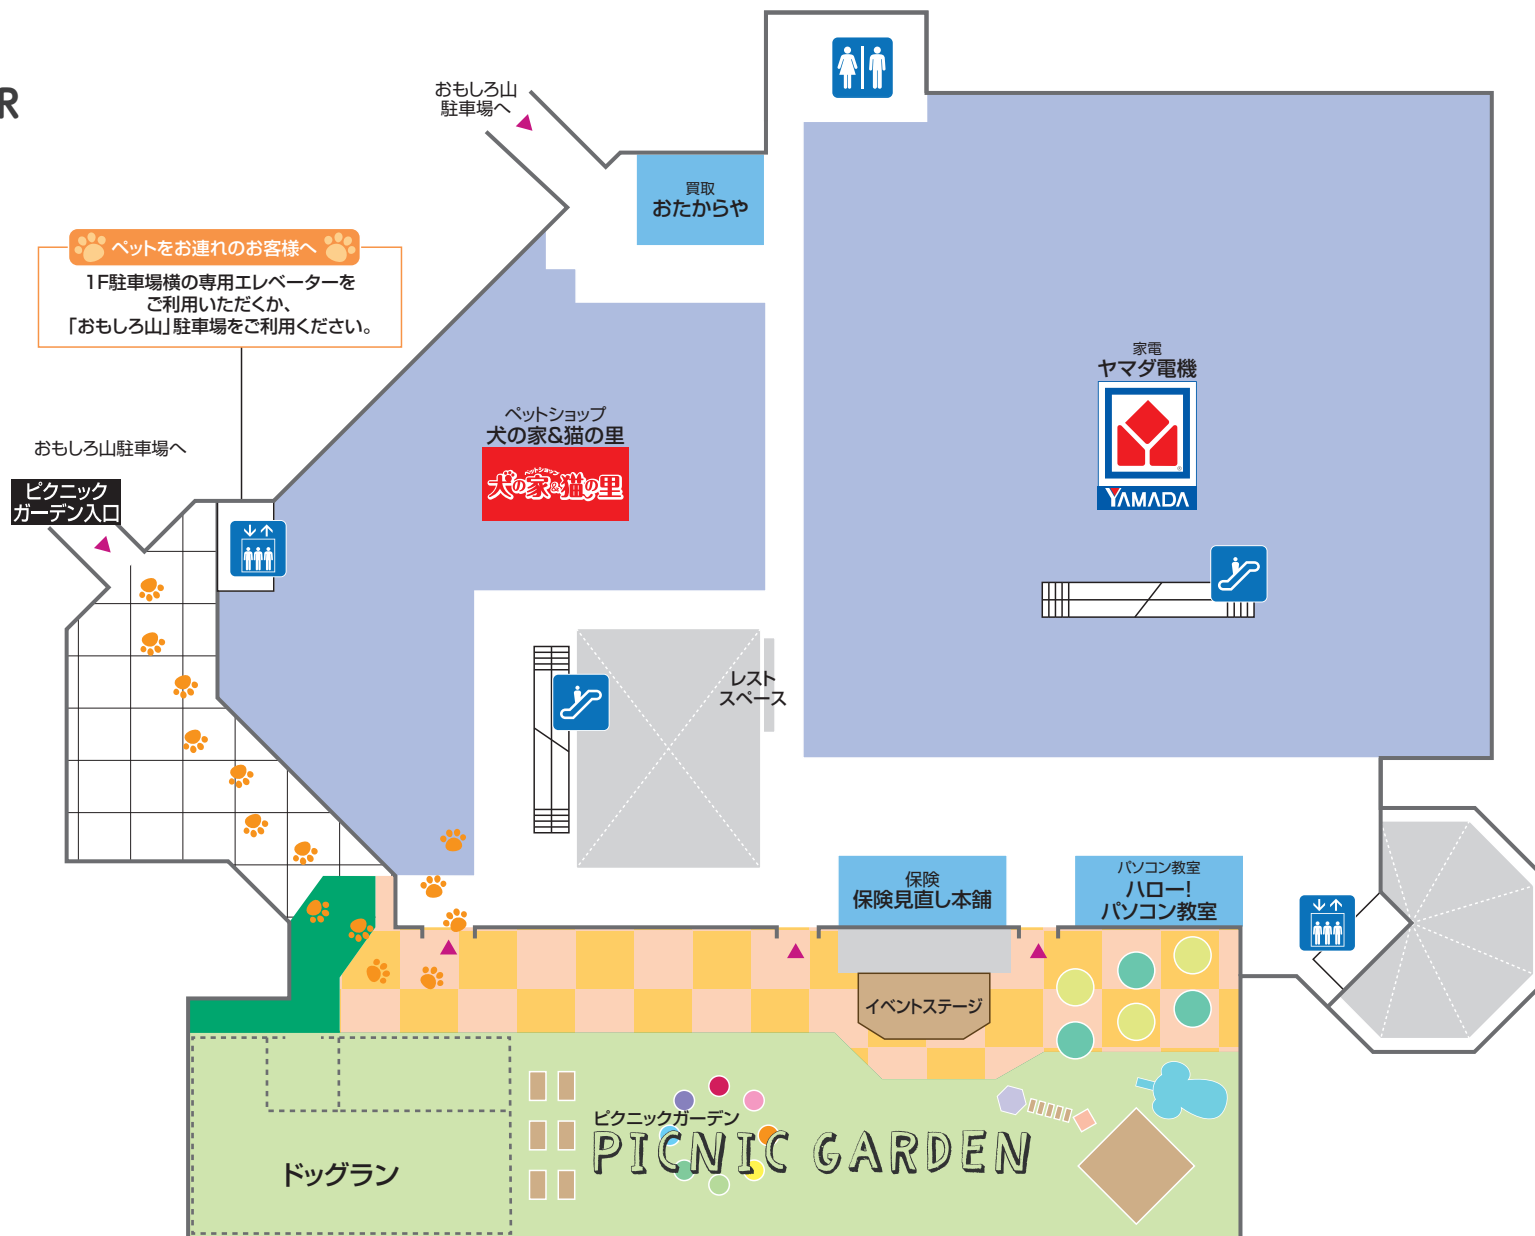 R
おもしろ山
駐車場へ
買取
おたからや
ペットをお連れのお客様へ
1F駐車場横の専用エレベーターを
ご利用いただくか、
「おもしろ山」駐車場をご利用ください。
家電
ヤマダ電機
YAMADA
ペットショップ
犬の家&猫の里
ペットショップ
犬の家&猫の里
おもしろ山駐車場へ
ピクニック
ガーデン入口
レスト
スペース
保険
保険見直し本舗
パソコン教室
ハロー!
パソコン教室
イベントステージ
ピクニックガーデン
PICNIC GARDEN
ドッグラン